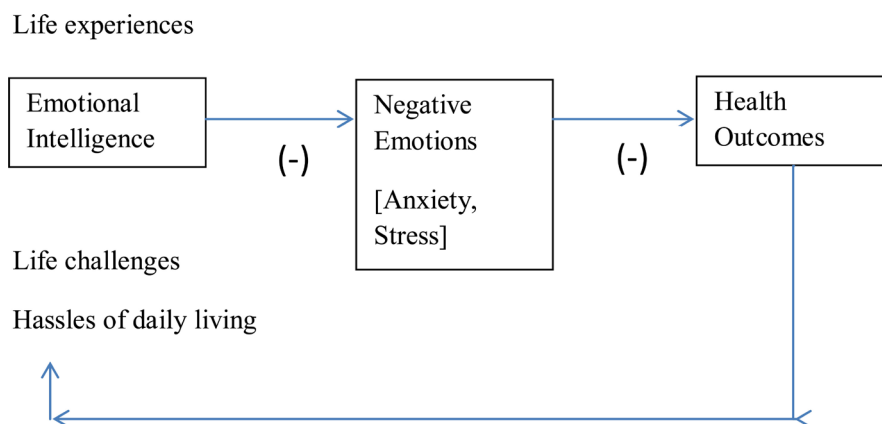 Life experiences
Emotional
Intelligence
(-)
Negative
Emotions
[Anxiety,
Stress]
(-)
Health
Outcomes
Life challenges
Hassles of daily living